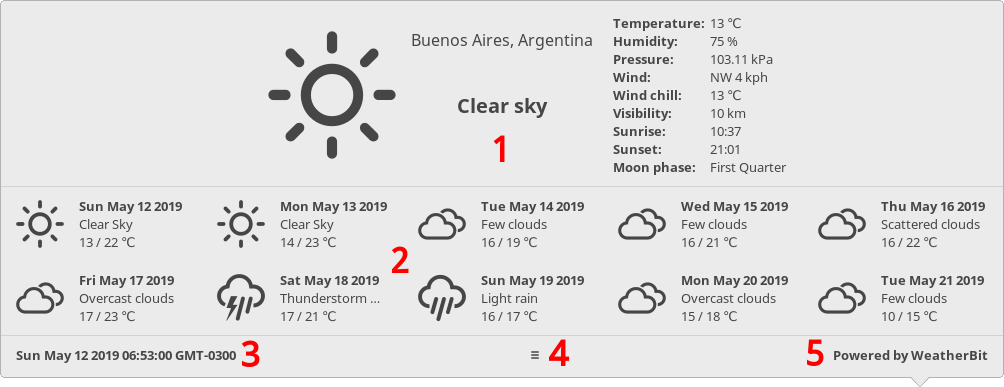 Buenos Aires, Argentina
Clear sky
1
Temperature: 13 ℃
Humidity: 75 %
Pressure: 103.11 kPa
Wind: NW 4 kph
Wind chill: 13 ℃
Visibility: 10 km
Sunrise: 10:37
Sunset: 21:01
Moon phase: First Quarter
Sun May 12 2019
Clear Sky
13 / 22 ℃
Mon May 13 2019
Clear Sky
14 / 23 ℃
2
Tue May 14 2019
Few clouds
16 / 19 ℃
Wed May 15 2019
Few clouds
16 / 21 ℃
Thu May 16 2019
Scattered clouds
16 / 22 ℃
Fri May 17 2019
Overcast clouds
17 / 23 ℃
Sat May 18 2019
Thunderstorm ...
17 / 21 ℃
Sun May 19 2019
Light rain
16 / 17 ℃
Mon May 20 2019
Overcast clouds
15 / 18 ℃
Tue May 21 2019
Few clouds
10 / 15 ℃
Sun May 12 2019 06:53:00 GMT-0300 3
≡ 4
5 Powered by WeatherBit